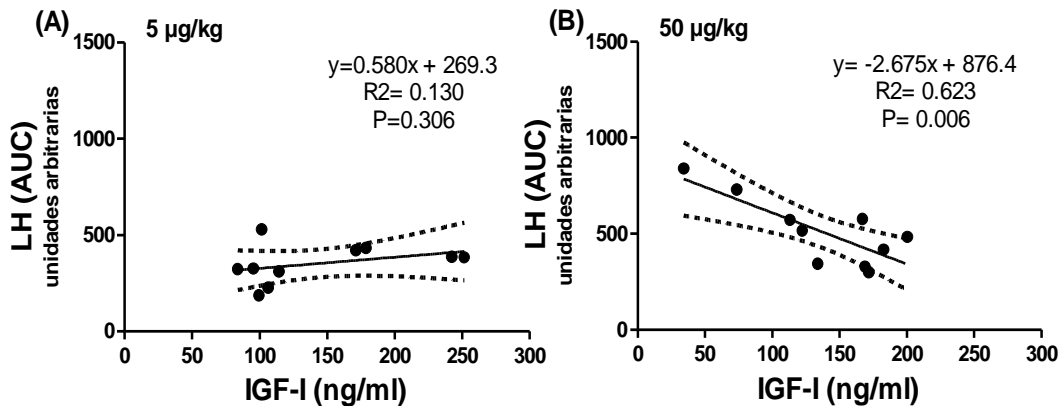 (A)
5 µg/kg
y=0.580x + 269.3
R2= 0.130
P=0.306
LH (AUC)
unidades arbitrarias
1500
1000
500
0
0 50 100 150 200 250 300
IGF-I (ng/ml)
(B)
50 µg/kg
y= -2.675x + 876.4
R2= 0.623
P= 0.006
LH (AUC)
unidades arbitrarias
1500
1000
500
0
0 50 100 150 200 250 300
IGF-I (ng/ml)